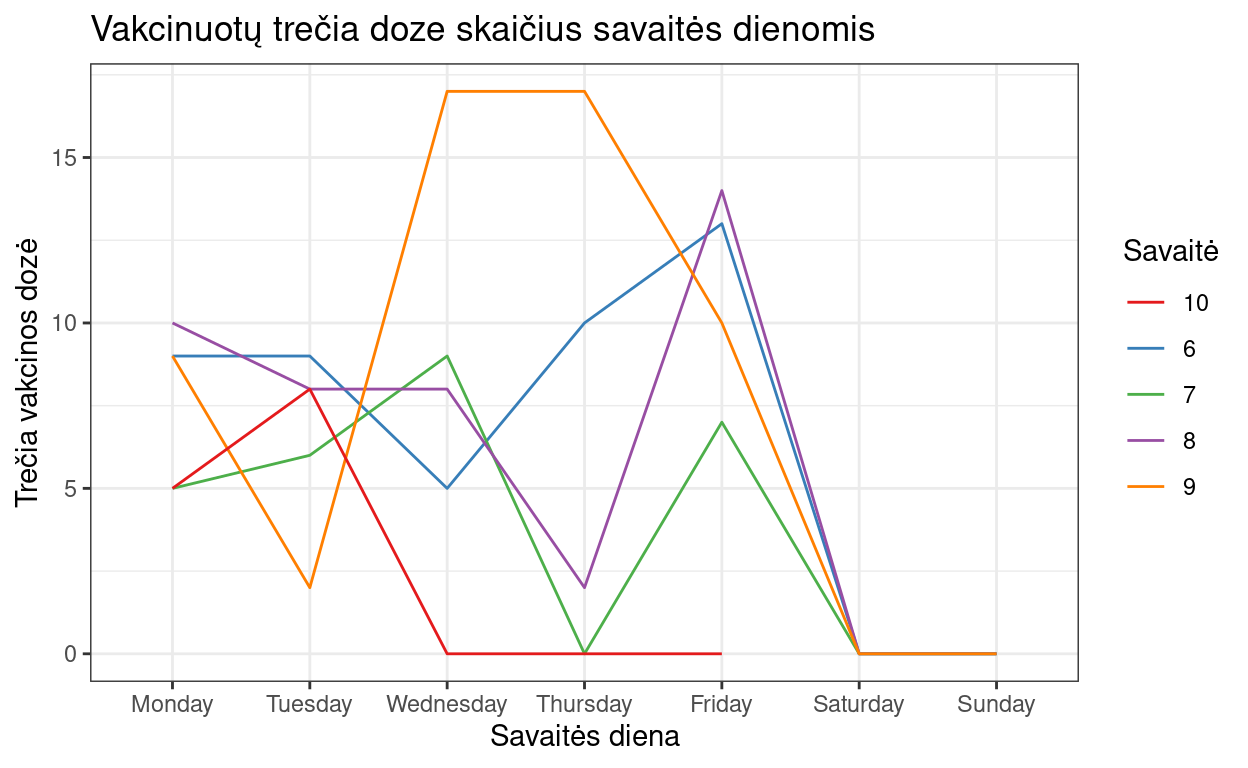 Vakcinuotų trečia doze skaičius savaitės dienomis
Trečia vakcinos dozė
15
10
5
0
Monday
Tuesday
Wednesday
Thursday
Friday
Saturday
Sunday
Savaitės diena
Savaitė
10
6
7
8
9